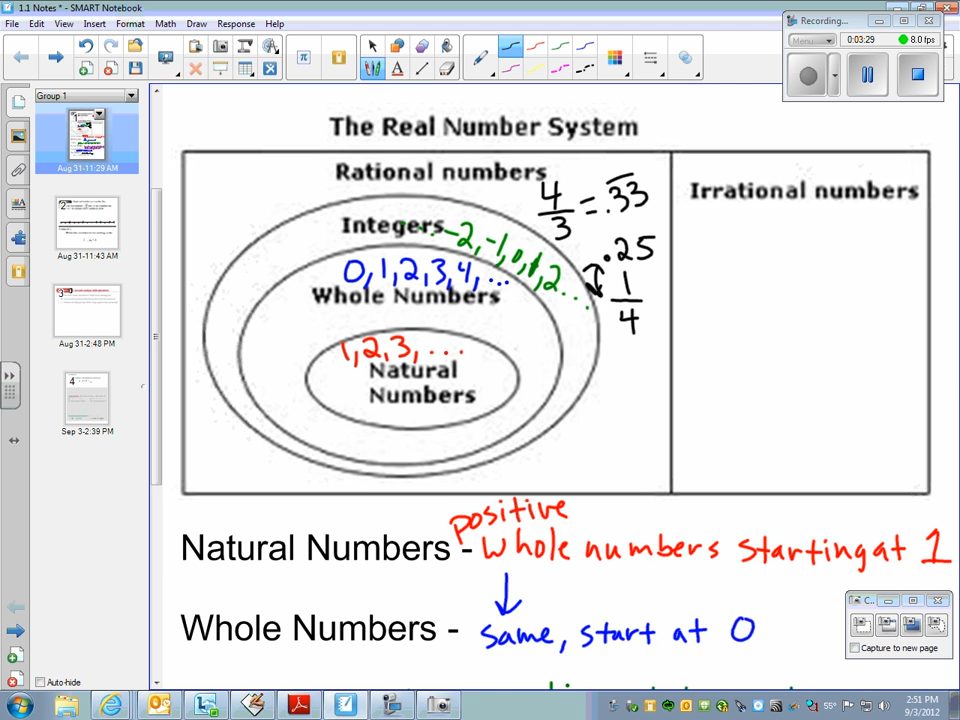 1.1 Notes * - SMART Notebook
File Edit View Insert Format Math Draw Response Help
Recording...
Menu
0:03:29
8.0 fps
Group 1
Aug 31-11:29 AM
2
Aug 31-11:43 AM
3
Aug 31-2:48 PM
4
Sep 3-2:39 PM
Auto-hide
The Real Number System
Rational numbers
Irrational numbers
4/3 = .33
Integers
-2, -1, 0, 1, 2 ...
.25
1/4
0, 1, 2, 3, 4, ...
Whole Numbers
1, 2, 3, ...
Natural
Numbers
positive
Natural Numbers - whole numbers starting at 1
Whole Numbers - same, start at 0
C..
Capture to new page
55°
2:51 PM
9/3/2012